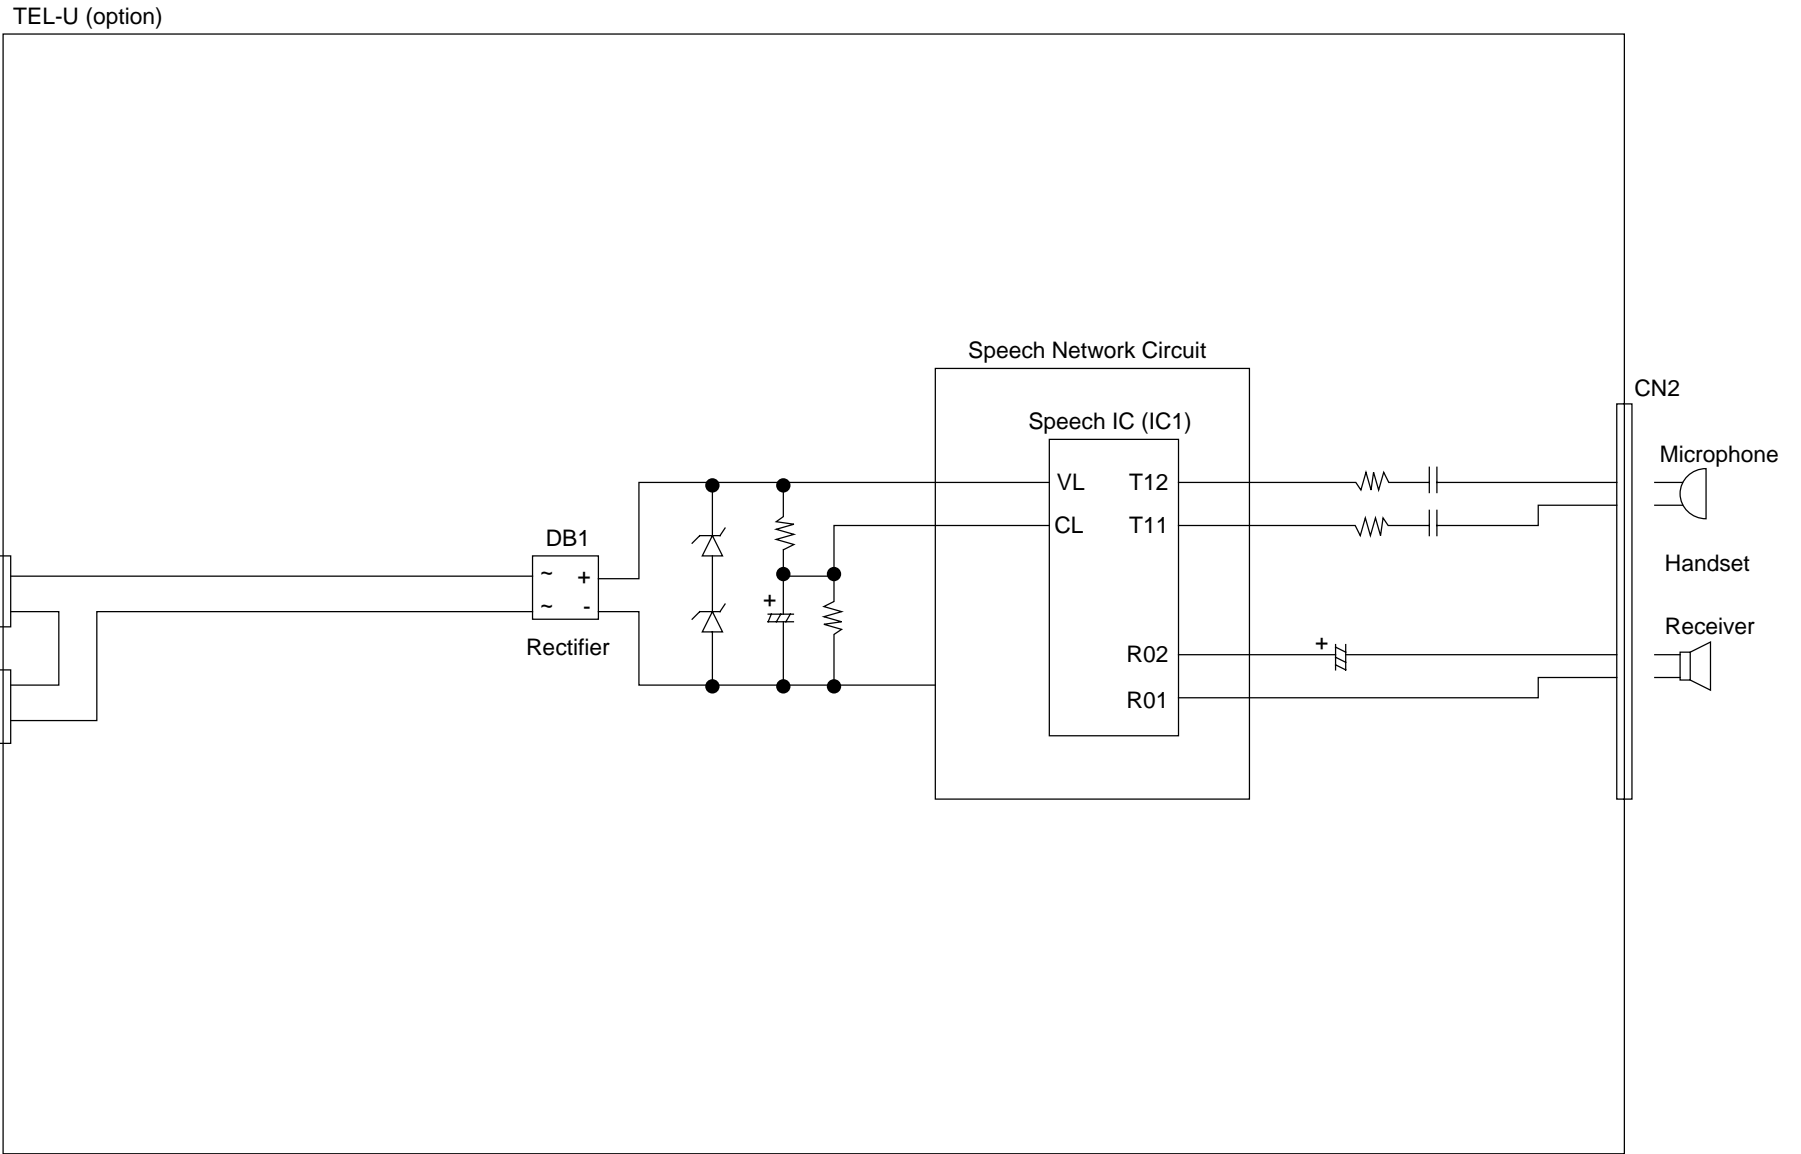 TEL-U (option)
Speech Network Circuit
CN2
Speech IC (IC1)
Microphone
VL T12
CL T11
DB1
Handset
~ +
~ -
+
Rectifier
Receiver
+
R02
R01